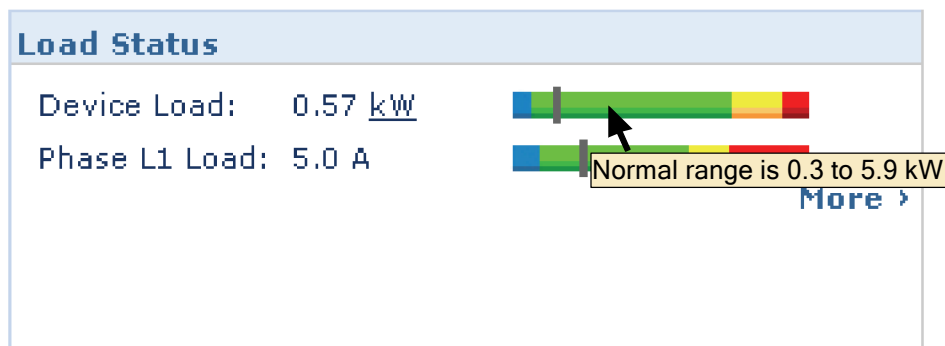 Load Status
Device Load: 0.57 kW
Phase L1 Load: 5.0 A
Normal range is 0.3 to 5.9 kW
More ›